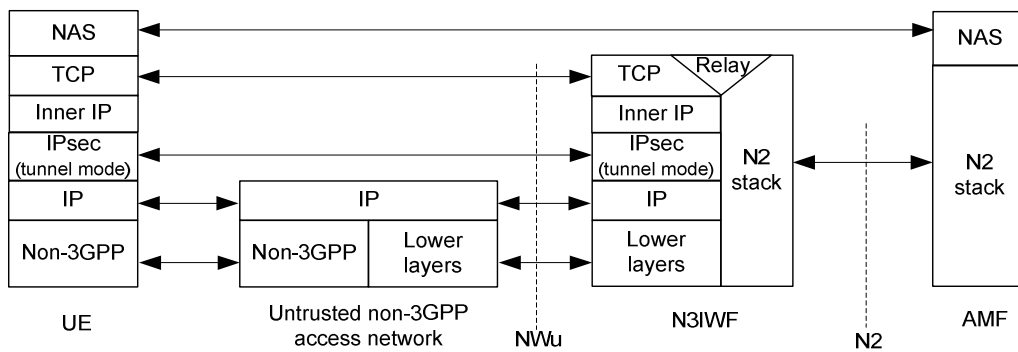 NAS
TCP
Inner IP
IPsec
(tunnel mode)
IP
Non-3GPP
UE
IP
Non-3GPP
Lower
layers
Untrusted non-3GPP
access network
NWu
TCP
Relay
Inner IP
IPsec
(tunnel mode)
IP
Lower
layers
N2
stack
N3IWF
N2
NAS
N2
stack
AMF